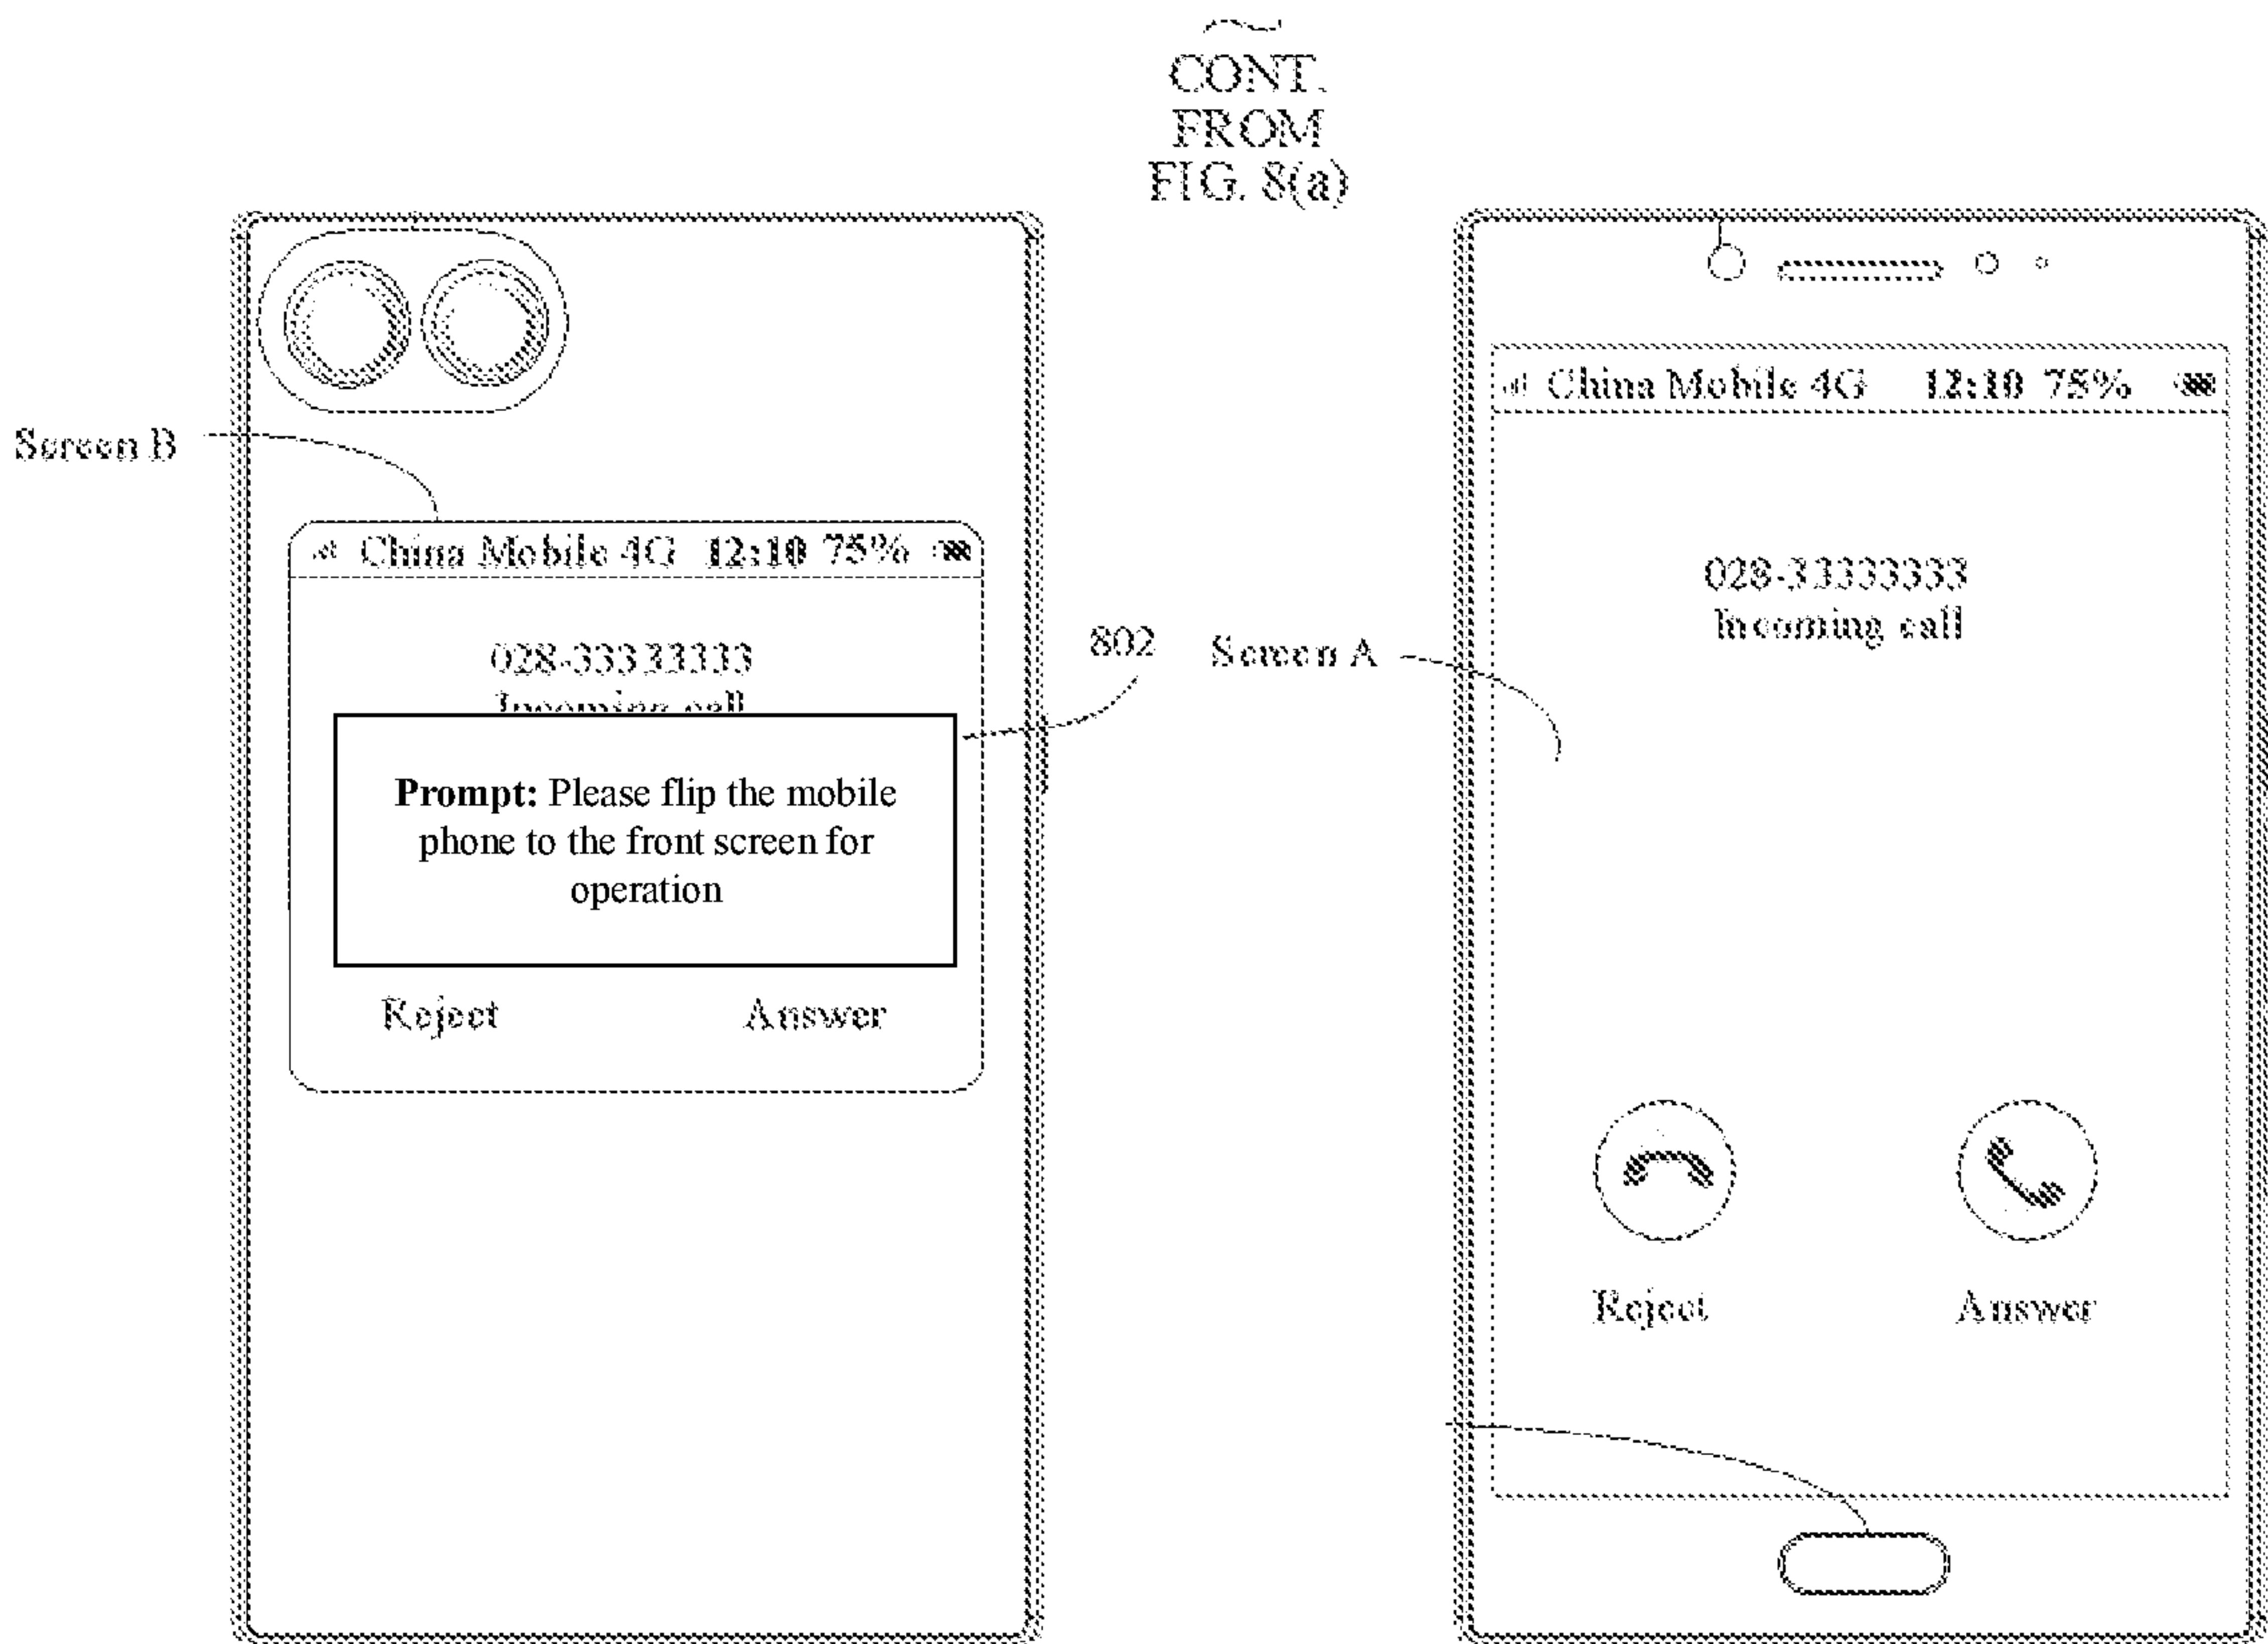 CONT.
FROM
FIG. 8(a)
Screen B
China Mobile 4G 12:10 75%
028-33333333
Incoming call
802
Prompt: Please flip the mobile
phone to the front screen for
operation
Reject Answer
Screen A
China Mobile 4G 12:10 75%
028-33333333
Incoming call
Reject Answer